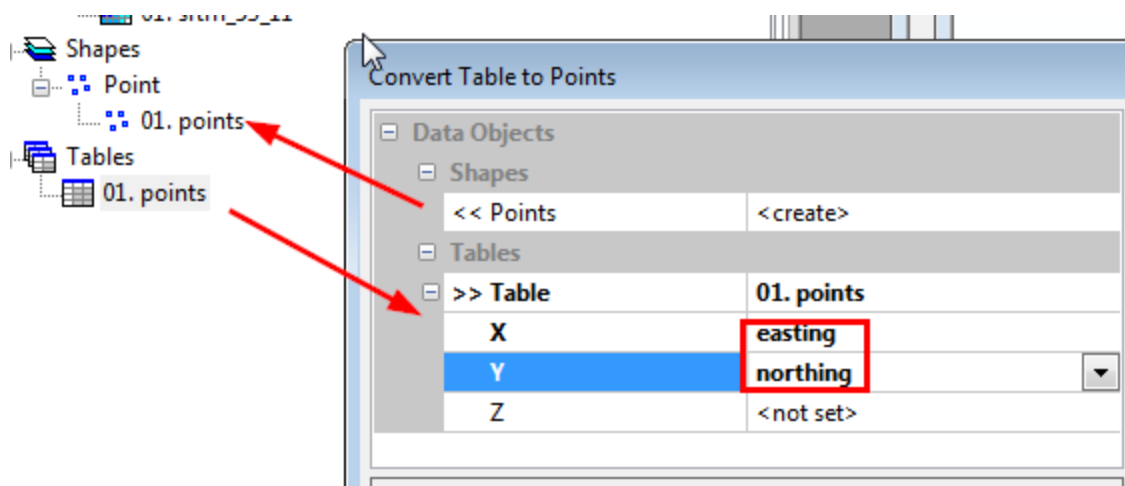 Shapes
Point
01. points
Tables
01. points
Convert Table to Points
Data Objects
Shapes
<< Points <create>
Tables
>> Table 01. points
X easting
Y northing
Z <not set>